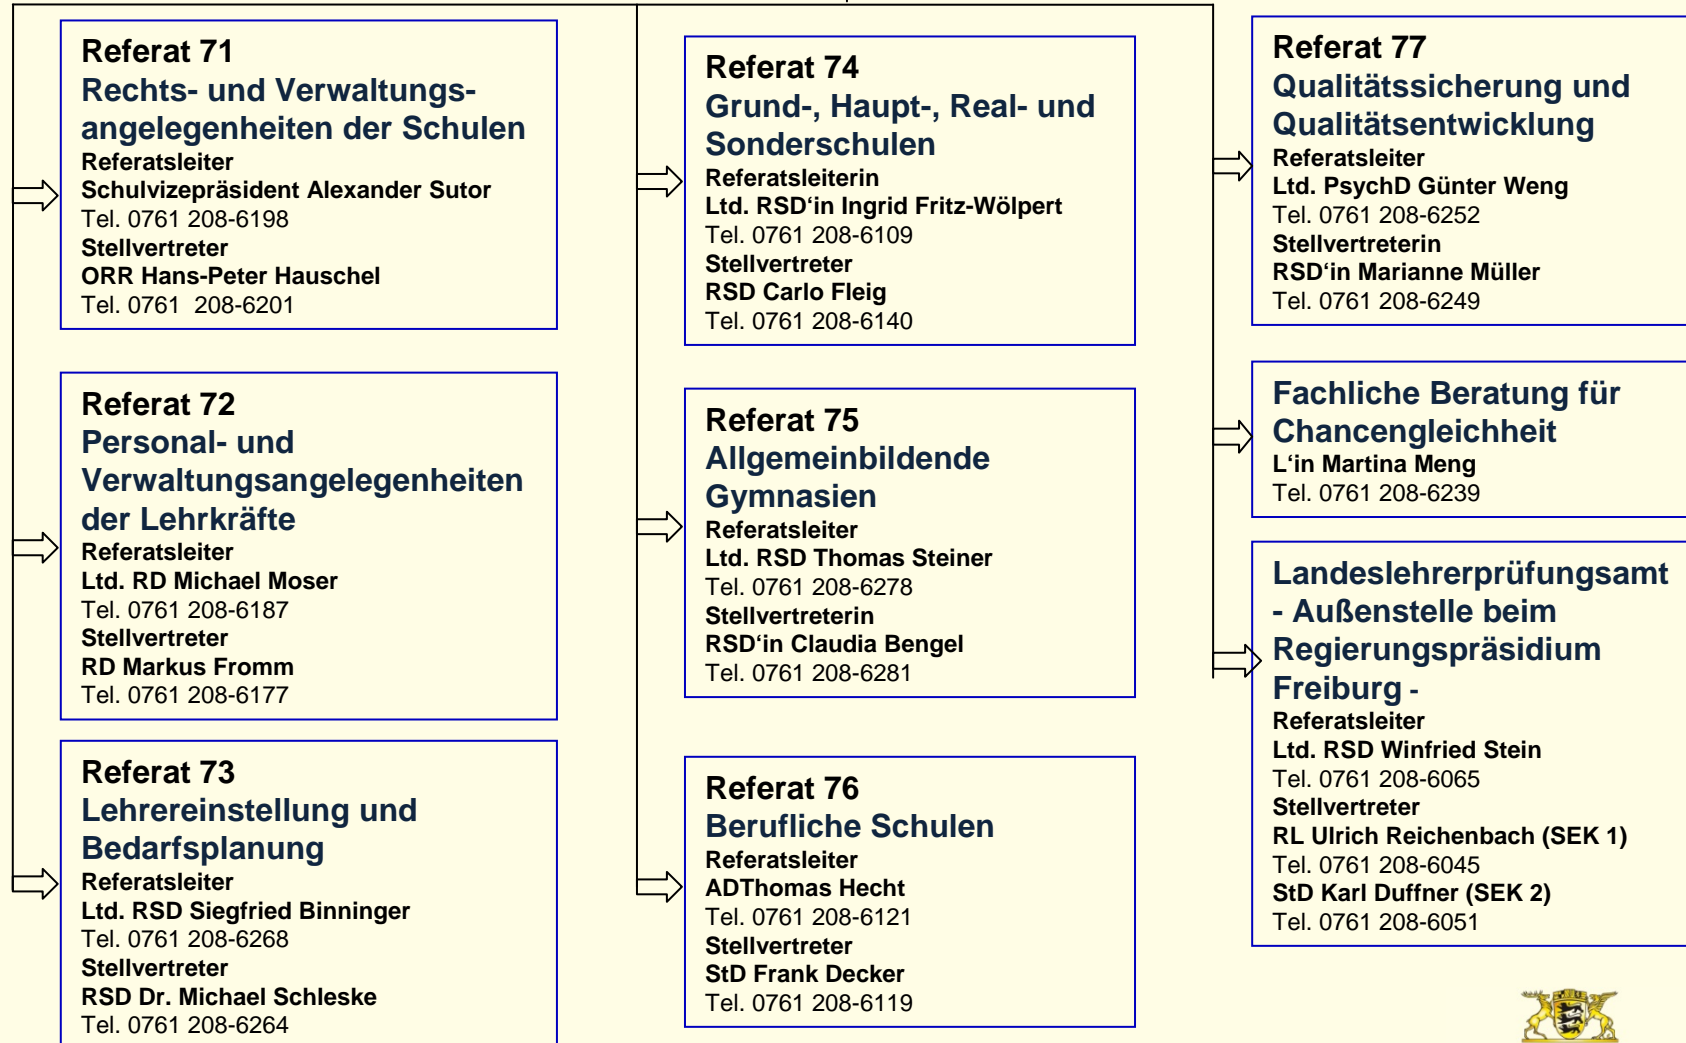 Referat 71
Rechts- und Verwaltungs-
angelegenheiten der Schulen
Referatsleiter
Schulvizepräsident Alexander Sutor
Tel. 0761 208-6198
Stellvertreter
ORR Hans-Peter Hauschel
Tel. 0761  208-6201
Referat 72
Personal- und
Verwaltungsangelegenheiten
der Lehrkräfte
Referatsleiter
Ltd. RD Michael Moser
Tel. 0761 208-6187
Stellvertreter
RD Markus Fromm
Tel. 0761 208-6177
Referat 73
Lehrereinstellung und
Bedarfsplanung
Referatsleiter
Ltd. RSD Siegfried Binninger
Tel. 0761 208-6268
Stellvertreter
RSD Dr. Michael Schleske
Tel. 0761 208-6264
Referat 74
Grund-, Haupt-, Real- und
Sonderschulen
Referatsleiterin
Ltd. RSD‘in Ingrid Fritz-Wölpert
Tel. 0761 208-6109
Stellvertreter
RSD Carlo Fleig
Tel. 0761 208-6140
Referat 75
Allgemeinbildende
Gymnasien
Referatsleiter
Ltd. RSD Thomas Steiner
Tel. 0761 208-6278
Stellvertreterin
RSD‘in Claudia Bengel
Tel. 0761 208-6281
Referat 76
Berufliche Schulen
Referatsleiter
ADThomas Hecht
Tel. 0761 208-6121
Stellvertreter
StD Frank Decker
Tel. 0761 208-6119
Referat 77
Qualitätssicherung und
Qualitätsentwicklung
Referatsleiter
Ltd. PsychD Günter Weng
Tel. 0761 208-6252
Stellvertreterin
RSD‘in Marianne Müller
Tel. 0761 208-6249
Fachliche Beratung für
Chancengleichheit
L‘in Martina Meng
Tel. 0761 208-6239
Landeslehrerprüfungsamt
- Außenstelle beim
Regierungspräsidium
Freiburg -
Referatsleiter
Ltd. RSD Winfried Stein
Tel. 0761 208-6065
Stellvertreter
RL Ulrich Reichenbach (SEK 1)
Tel. 0761 208-6045
StD Karl Duffner (SEK 2)
Tel. 0761 208-6051